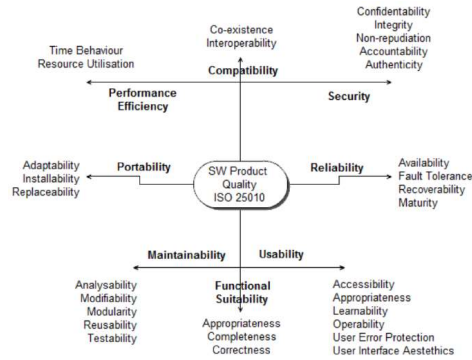 Co-existence
Interoperability
Confidentability
Integrity
Non-repudiation
Accountability
Authenticity
Time Behaviour
Resource Utilisation
Compatibility
Performance
Efficiency
Security
Adaptability
Installability
Replaceability
Portability
SW Product
Quality
ISO 25010
Reliability
Availability
Fault Tolerance
Recoverability
Maturity
Maintainability
Usability
Analysability
Modifiability
Modularity
Reusability
Testability
Functional
Suitability
Appropriateness
Completeness
Correctness
Accessibility
Appropriateness
Learnability
Operability
User Error Protection
User Interface Aestethics